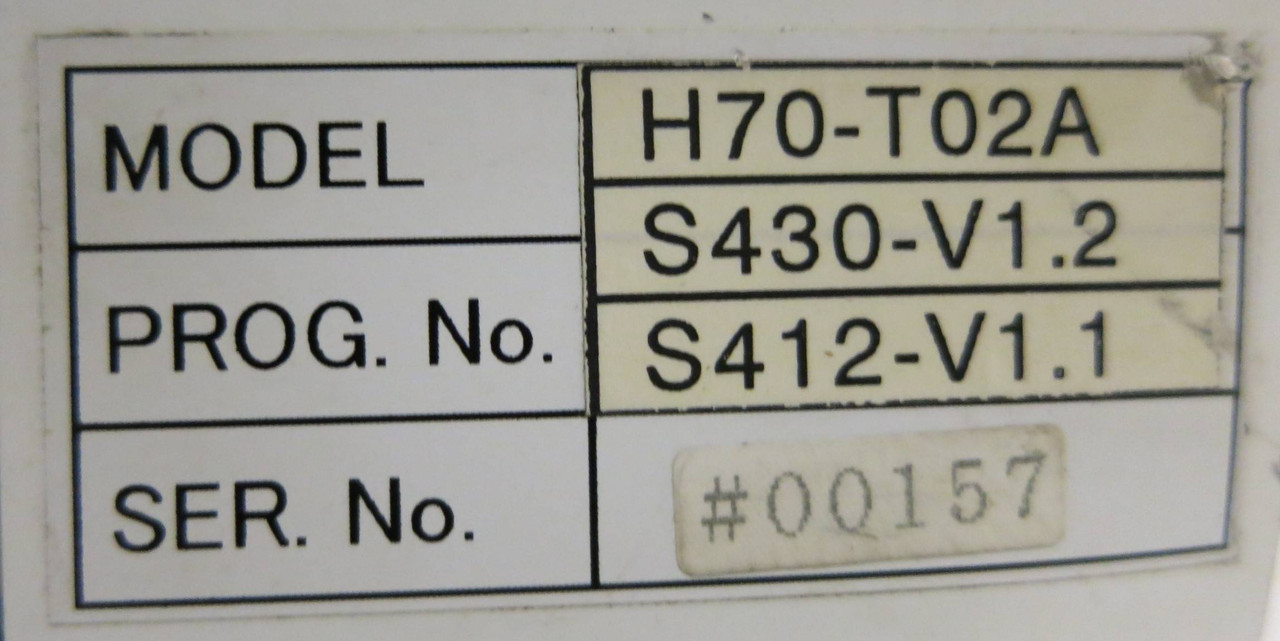 MODEL
H70-T02A
S430-V1.2
PROG. No.
S412-V1.1
SER. No.
#00157